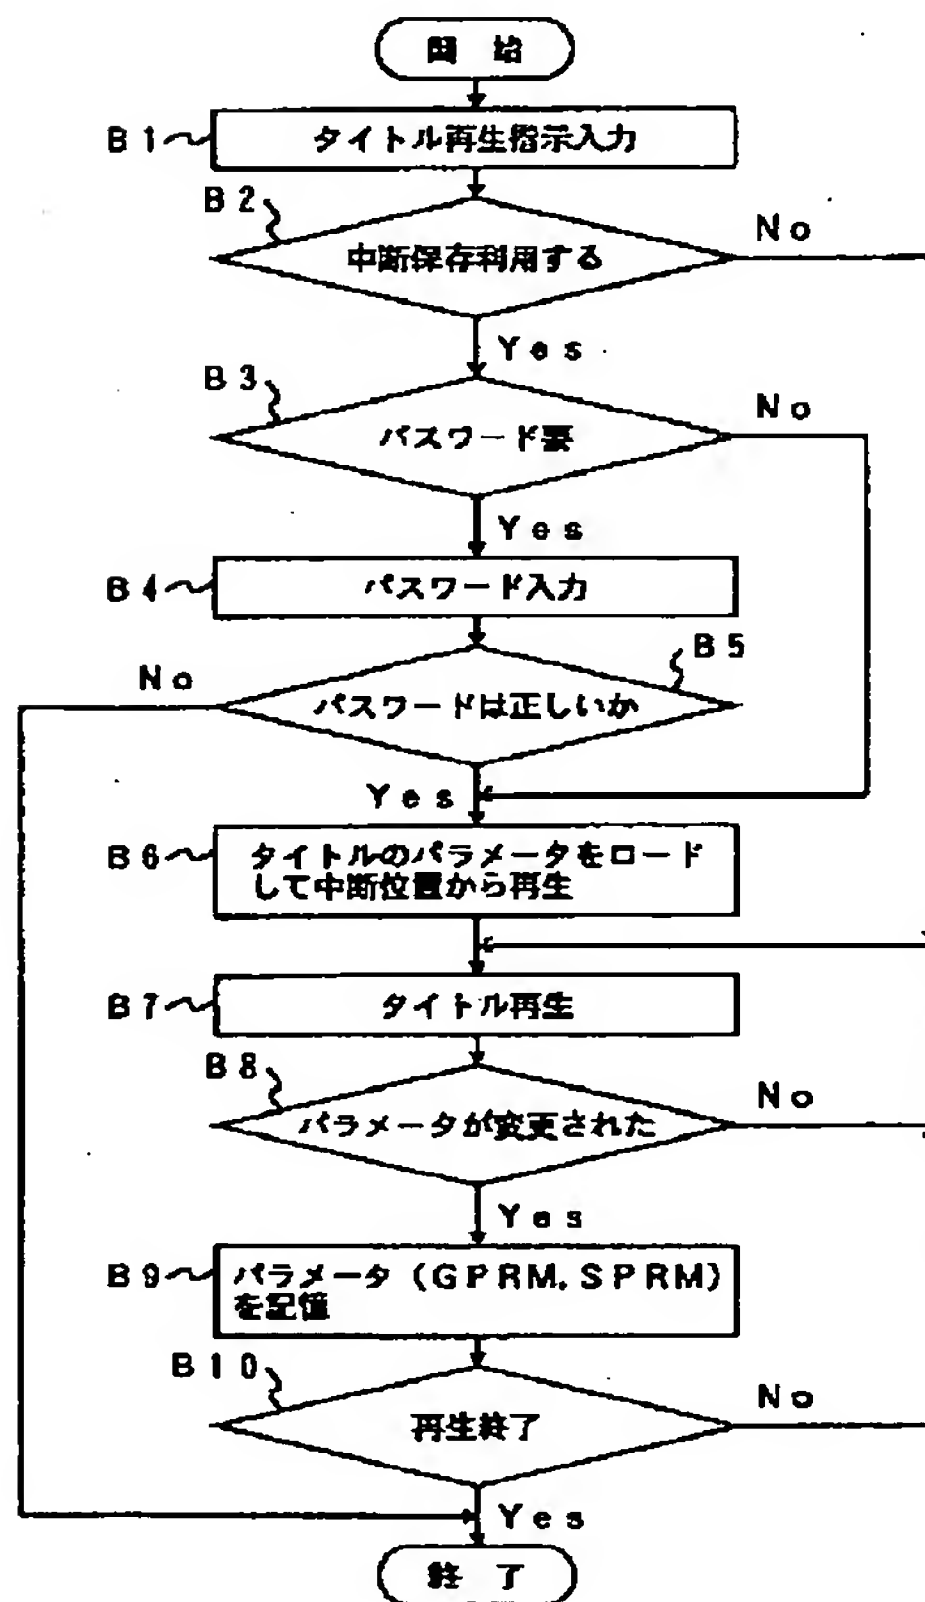 開 始
B1
タイトル再生指示入力
B2
中断保存利用する
No
Yes
B3
パスワード要
No
Yes
B4
パスワード入力
B5
No
パスワードは正しいか
Yes
B6
タイトルのパラメータをロード
して中断位置から再生
B7
タイトル再生
B8
パラメータが変更された
No
Yes
B9
パラメータ（GPRM，SPRM）
を記憶
B10
再生終了
No
Yes
終 了